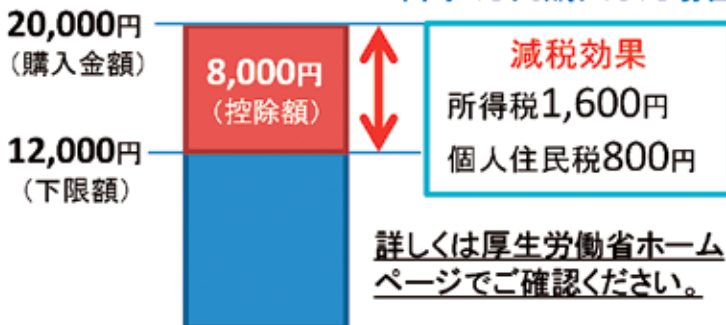 20,000円
（購入金額）
8,000円
（控除額）
12,000円
（下限額）
減税効果
所得税1,600円
個人住民税800円
詳しくは厚生労働省ホーム
ページでご確認ください。